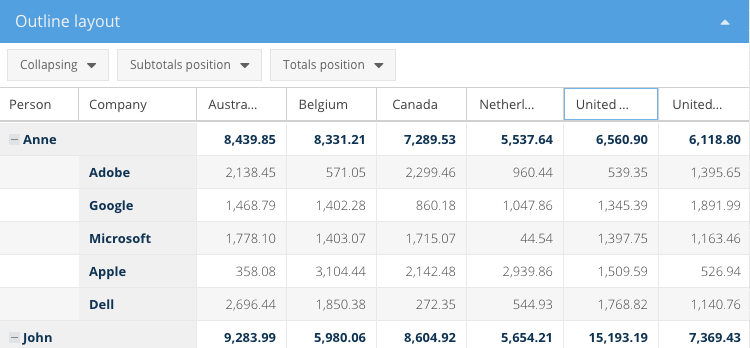 Outline layout
Collapsing Subtotals position Totals position
Person Company Austra... Belgium Canada Netherl... United ... United...
Anne 8,439.85 8,331.21 7,289.53 5,537.64 6,560.90 6,118.80
Adobe 2,138.45 571.05 2,299.46 960.44 539.35 1,395.65
Google 1,468.79 1,402.28 860.18 1,047.86 1,345.39 1,891.99
Microsoft 1,778.10 1,403.07 1,715.07 44.54 1,397.75 1,163.46
Apple 358.08 3,104.44 2,142.48 2,939.86 1,509.59 526.94
Dell 2,696.44 1,850.38 272.35 544.93 1,768.82 1,140.76
John 9,283.99 5,980.06 8,604.92 5,654.21 15,193.19 7,369.43